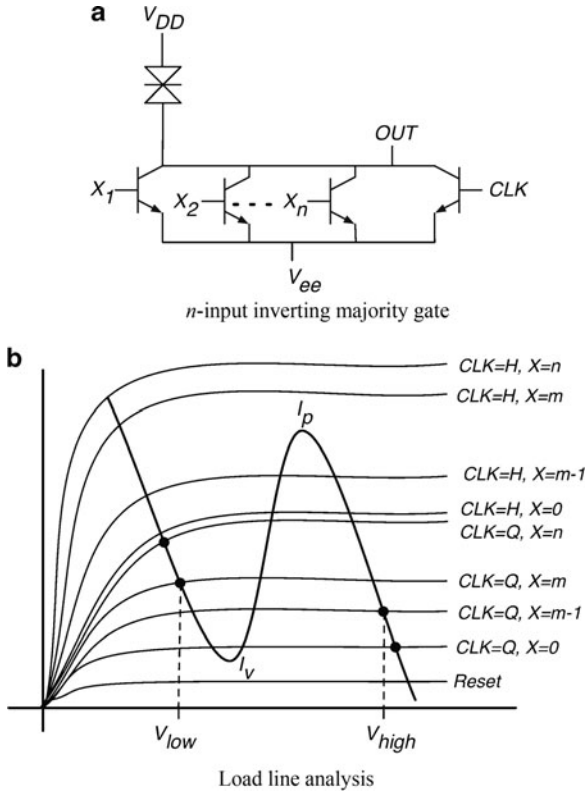 a
V_DD
OUT
X_1
X_2
X_n
CLK
V_ee
n-input inverting majority gate
b
CLK=H, X=n
CLK=H, X=m
I_p
CLK=H, X=m-1
CLK=H, X=0
CLK=Q, X=n
CLK=Q, X=m
CLK=Q, X=m-1
CLK=Q, X=0
I_v
Reset
V_low
V_high
Load line analysis